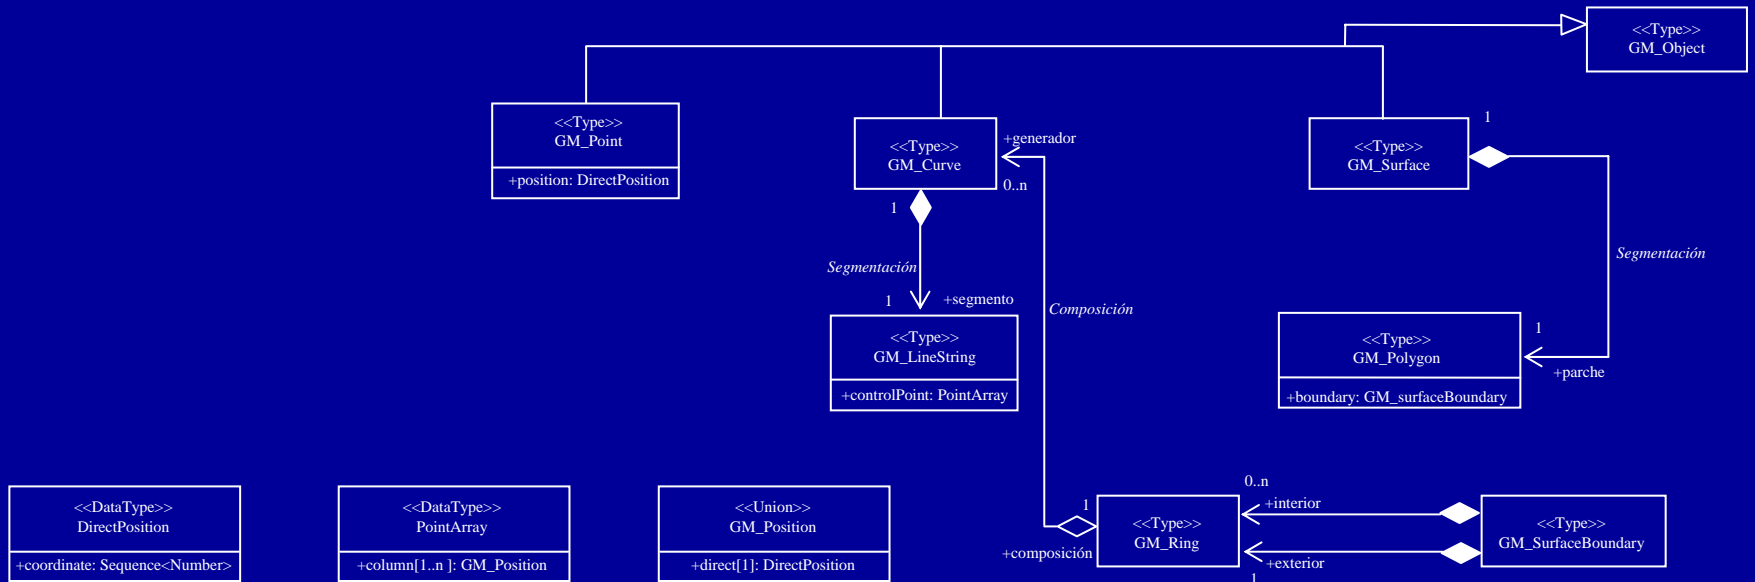 <<Type>>
GM_Object
<<Type>>
GM_Point
+position: DirectPosition
<<Type>>
GM_Curve
+generador
0..n
1
<<Type>>
GM_Surface
1
Segmentación
1
+segmento
Composición
Segmentación
<<Type>>
GM_LineString
+controlPoint: PointArray
<<Type>>
GM_Polygon
+boundary: GM_surfaceBoundary
1
+parche
<<DataType>>
DirectPosition
+coordinate: Sequence<Number>
<<DataType>>
PointArray
+column[1..n ]: GM_Position
<<Union>>
GM_Position
+direct[1]: DirectPosition
1
+composición
<<Type>>
GM_Ring
0..n
+interior
+exterior
1
<<Type>>
GM_SurfaceBoundary